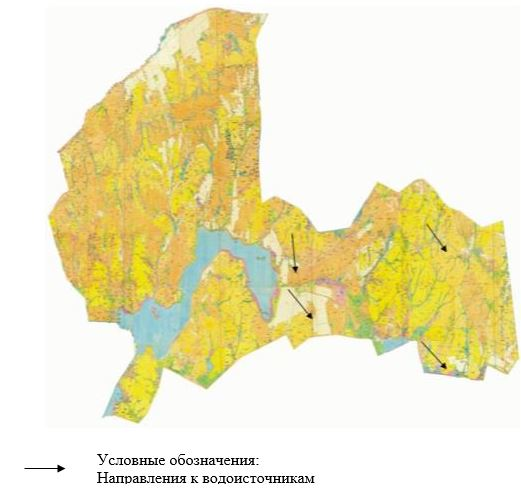 Условные обозначения:
Направления к водоисточникам